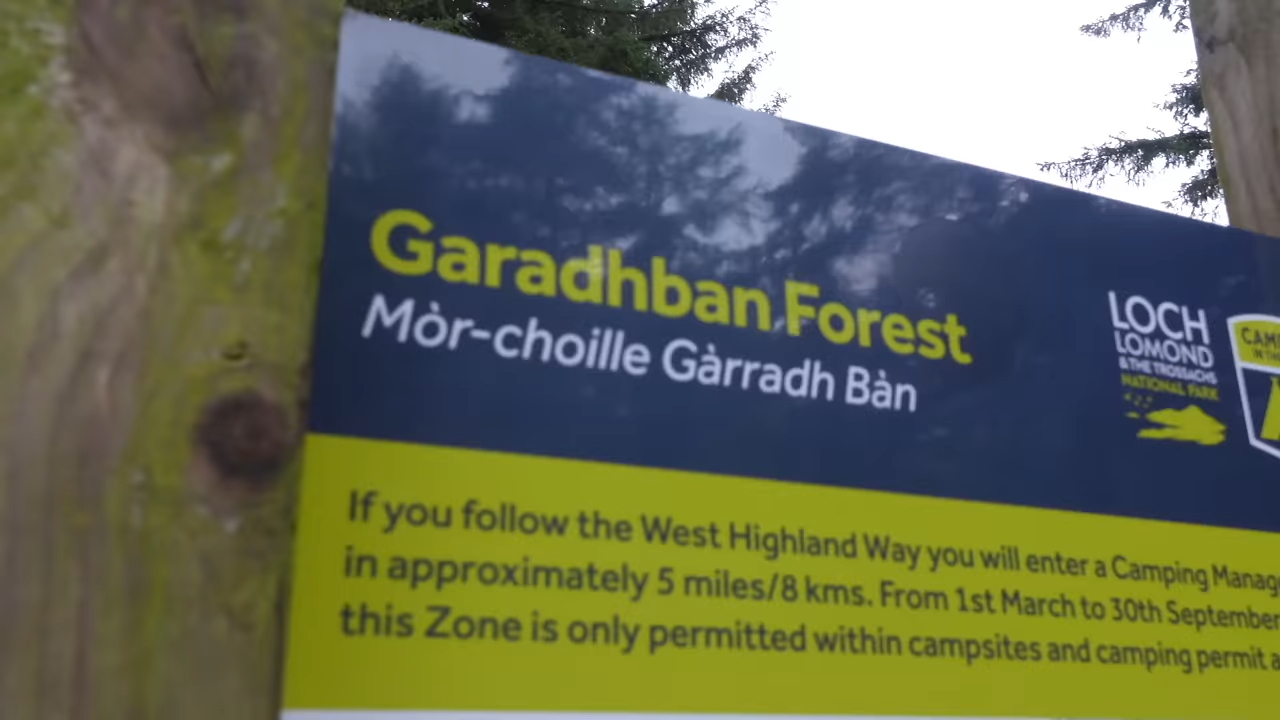 Garadhban Forest
Mòr-choille Gàrradh Bàn
LOCH
LOMOND
& THE TROSSACHS
NATIONAL PARK
If you follow the West Highland Way you will enter a Camping Manag
in approximately 5 miles/8 kms. From 1st March to 30th September
this Zone is only permitted within campsites and camping permit a